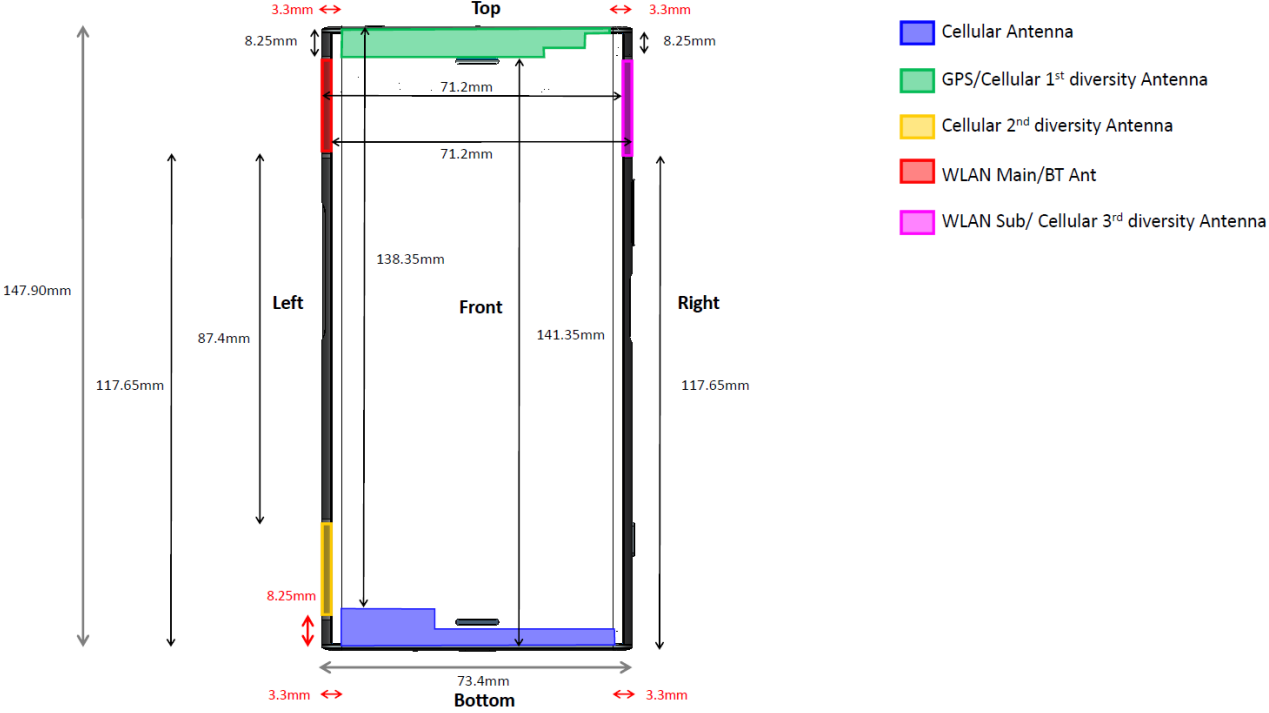 3.3mm
Top
3.3mm
8.25mm
8.25mm
71.2mm
71.2mm
138.35mm
147.90mm
Left
Front
Right
87.4mm
141.35mm
117.65mm
117.65mm
8.25mm
73.4mm
3.3mm
Bottom
3.3mm
Cellular Antenna
GPS/Cellular 1st diversity Antenna
Cellular 2nd diversity Antenna
WLAN Main/BT Ant
WLAN Sub/ Cellular 3rd diversity Antenna